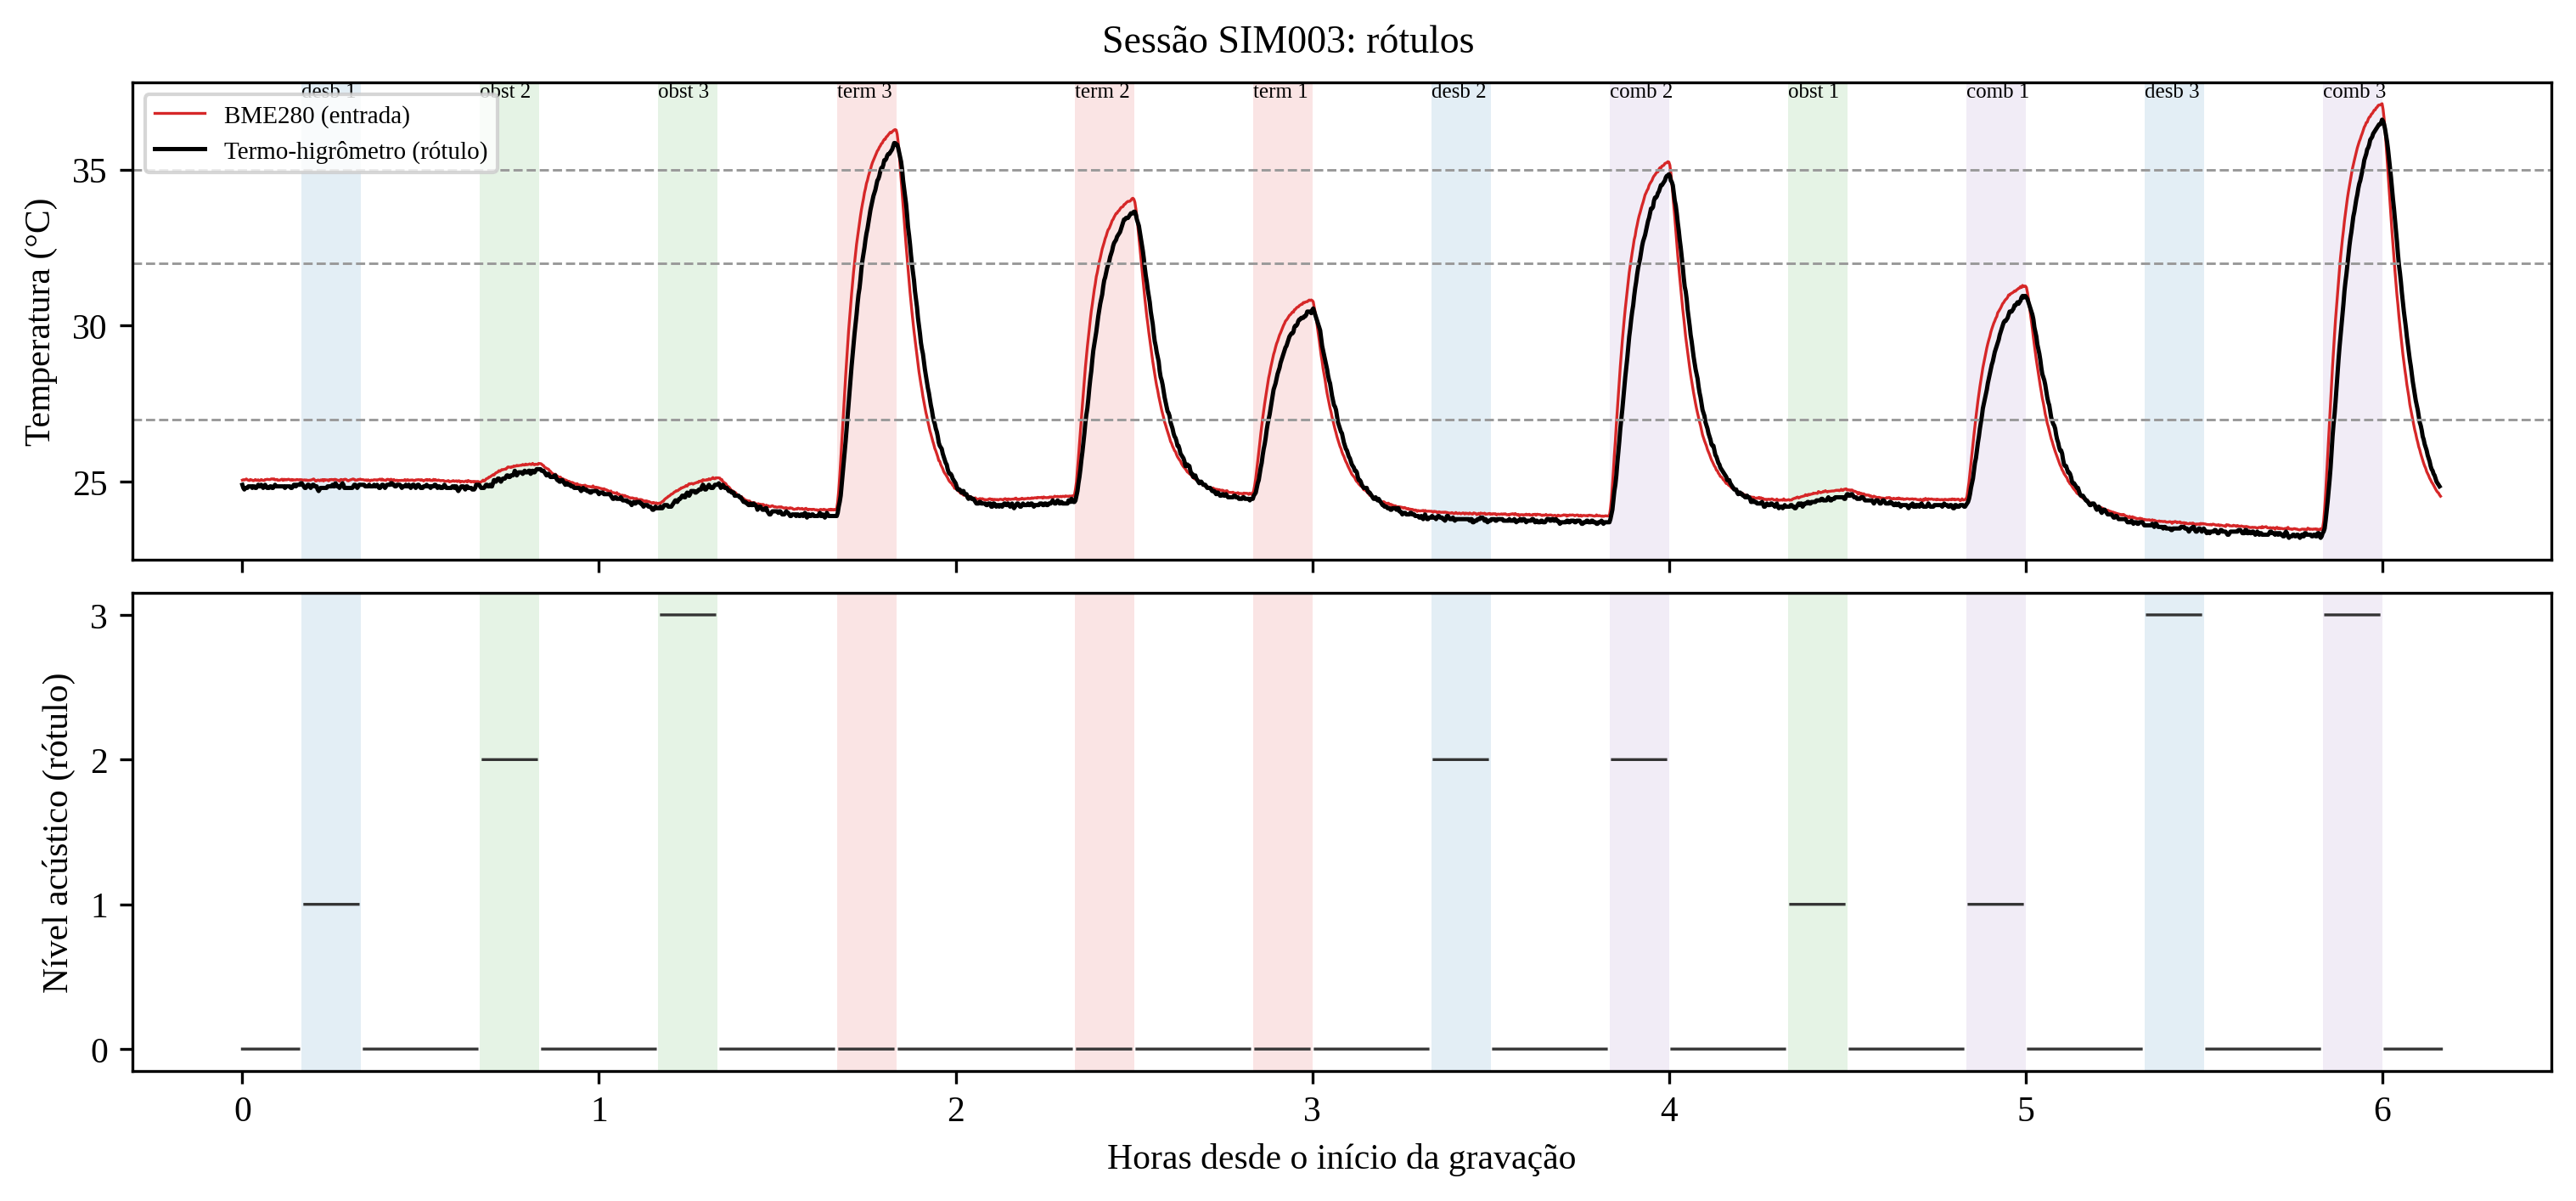 Sessão SIM003: rótulos
desb 1 obst 2 obst 3 term 3 term 2 term 1 desb 2 comb 2 obst 1 comb 1 desb 3 comb 3
BME280 (entrada)
Termo-higrômetro (rótulo)
Temperatura (°C)
35
30
25
Nível acústico (rótulo)
3
2
1
0
0 1 2 3 4 5 6
Horas desde o início da gravação